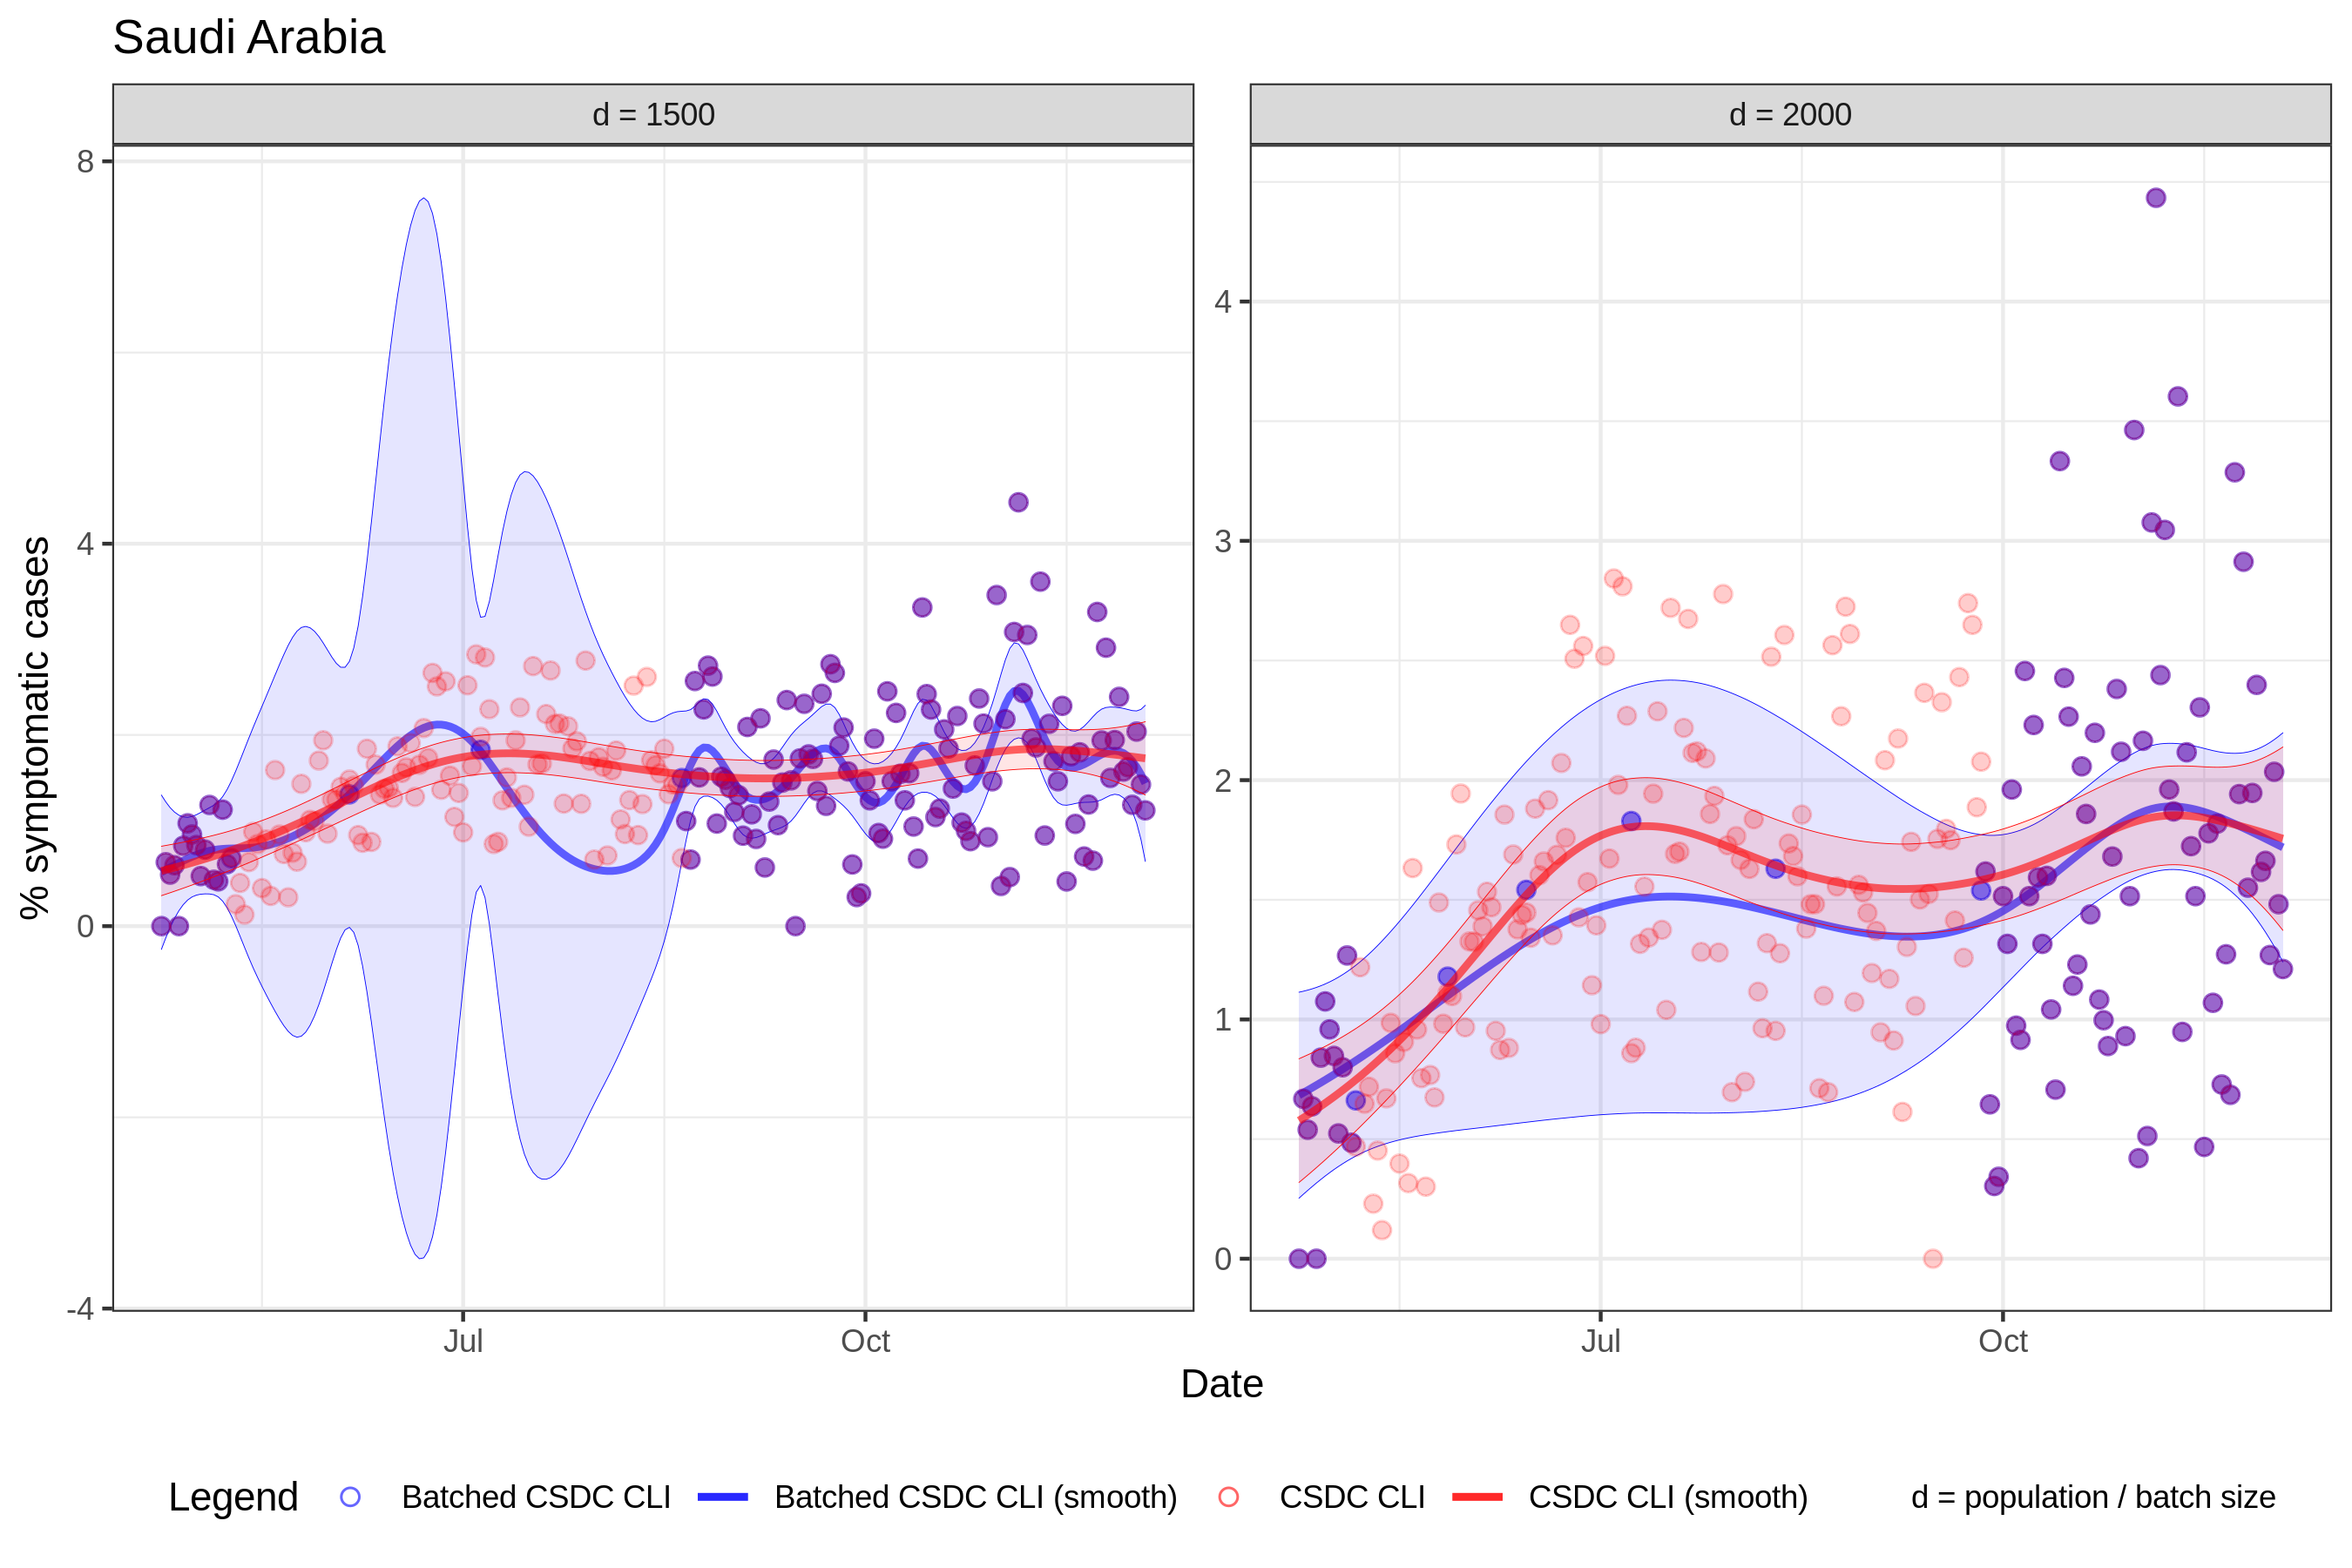 Saudi Arabia
d = 1500
d = 2000
% symptomatic cases
8
4
0
-4
4
3
2
1
0
Jul
Oct
Jul
Oct
Date
Legend
Batched CSDC CLI
Batched CSDC CLI (smooth)
CSDC CLI
CSDC CLI (smooth)
d = population / batch size